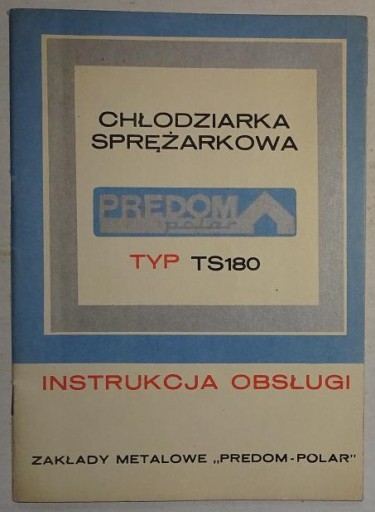 CHŁODZIARKA
SPRĘŻARKOWA
PREDOM
polar
TYP TS180
INSTRUKCJA OBSŁUGI
ZAKŁADY METALOWE „PREDOM-POLAR"